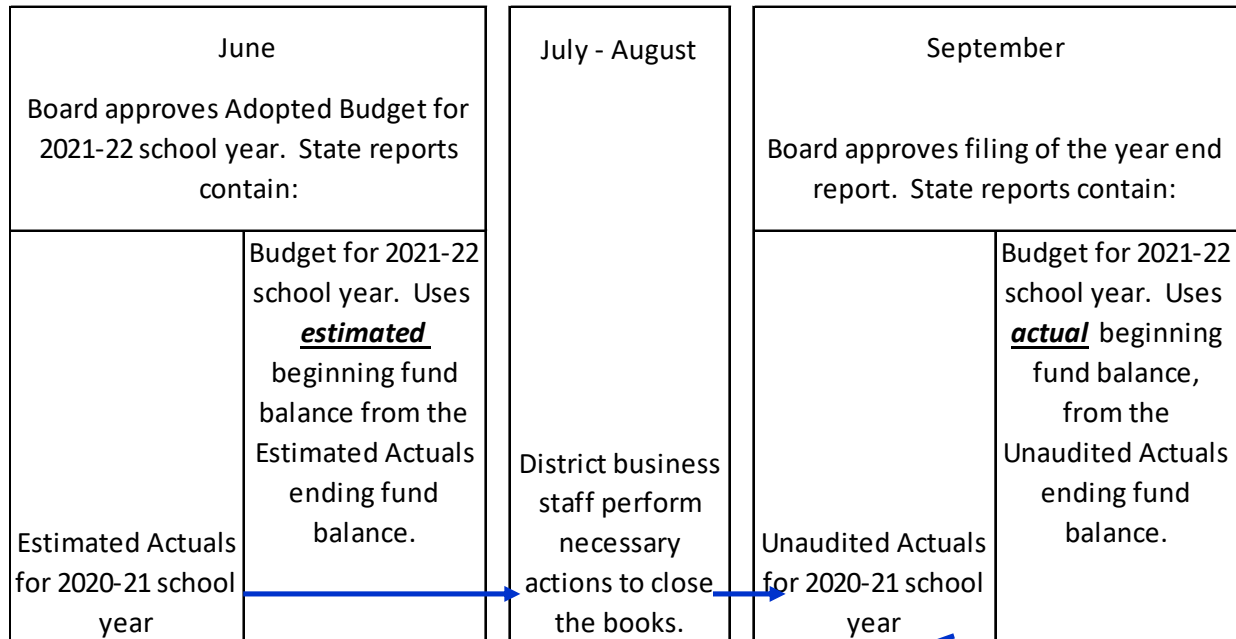 June
Board approves Adopted Budget for
2021-22 school year.  State reports
contain:
Estimated Actuals
for 2020-21 school
year
Budget for 2021-22
school year.  Uses
estimated
beginning fund
balance from the
Estimated Actuals
ending fund
balance.
July - August
District business
staff perform
necessary
actions to close
the books.
September
Board approves filing of the year end
report.  State reports contain:
Unaudited Actuals
for 2020-21 school
year
Budget for 2021-22
school year.  Uses
actual beginning
fund balance,
from the
Unaudited Actuals
ending fund
balance.